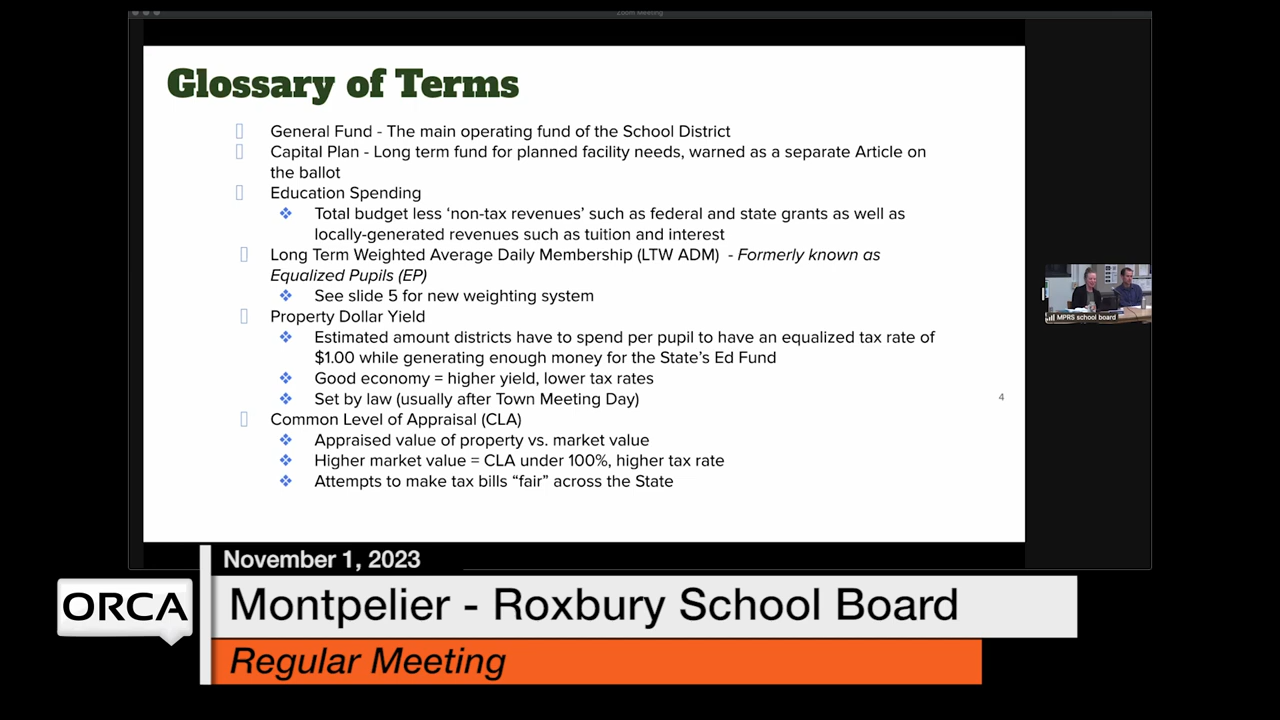 Zoom Meeting
Glossary of Terms
General Fund - The main operating fund of the School District
Capital Plan - Long term fund for planned facility needs, warned as a separate Article on
the ballot
Education Spending
Total budget less ‘non-tax revenues’ such as federal and state grants as well as
locally-generated revenues such as tuition and interest
Long Term Weighted Average Daily Membership (LTW ADM) - Formerly known as
Equalized Pupils (EP)
See slide 5 for new weighting system
Property Dollar Yield
Estimated amount districts have to spend per pupil to have an equalized tax rate of
$1.00 while generating enough money for the State’s Ed Fund
Good economy = higher yield, lower tax rates
Set by law (usually after Town Meeting Day)
4
Common Level of Appraisal (CLA)
Appraised value of property vs. market value
Higher market value = CLA under 100%, higher tax rate
Attempts to make tax bills “fair” across the State
MPRS school board
November 1, 2023
ORCA
Montpelier - Roxbury School Board
Regular Meeting